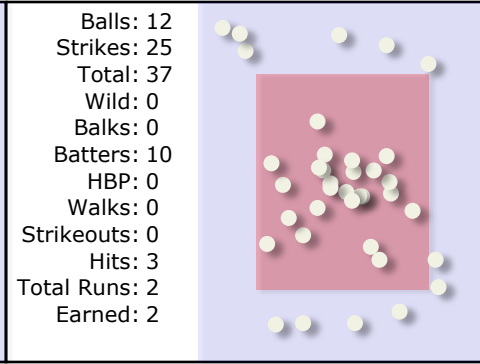 Balls: 12
Strikes: 25
Total: 37
Wild: 0
Balks: 0
Batters: 10
HBP: 0
Walks: 0
Strikeouts: 0
Hits: 3
Total Runs: 2
Earned: 2